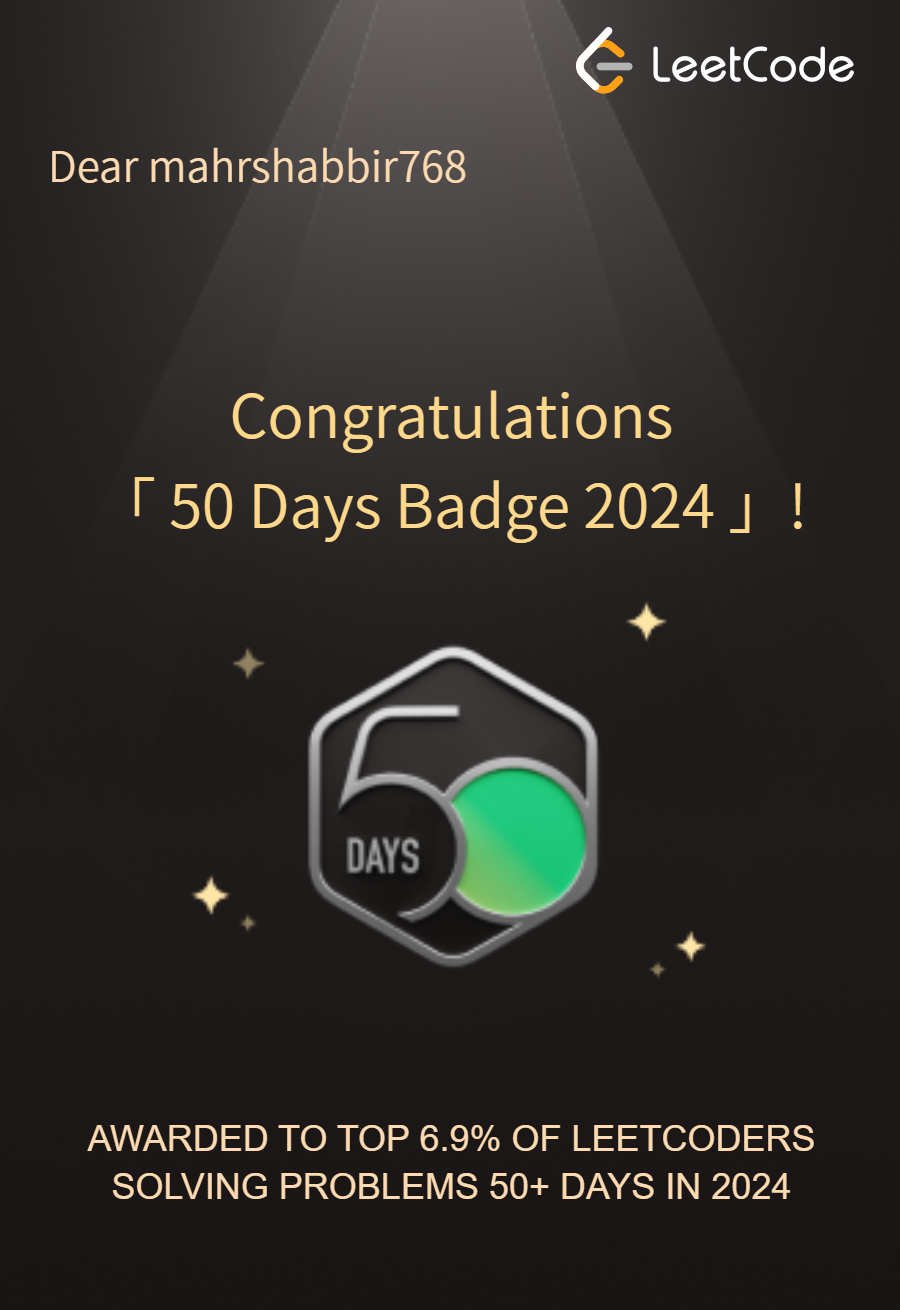 LeetCode
Dear mahrshabbir768
Congratulations
「 50 Days Badge 2024 」 !
50
DAYS
AWARDED TO TOP 6.9% OF LEETCODERS
SOLVING PROBLEMS 50+ DAYS IN 2024